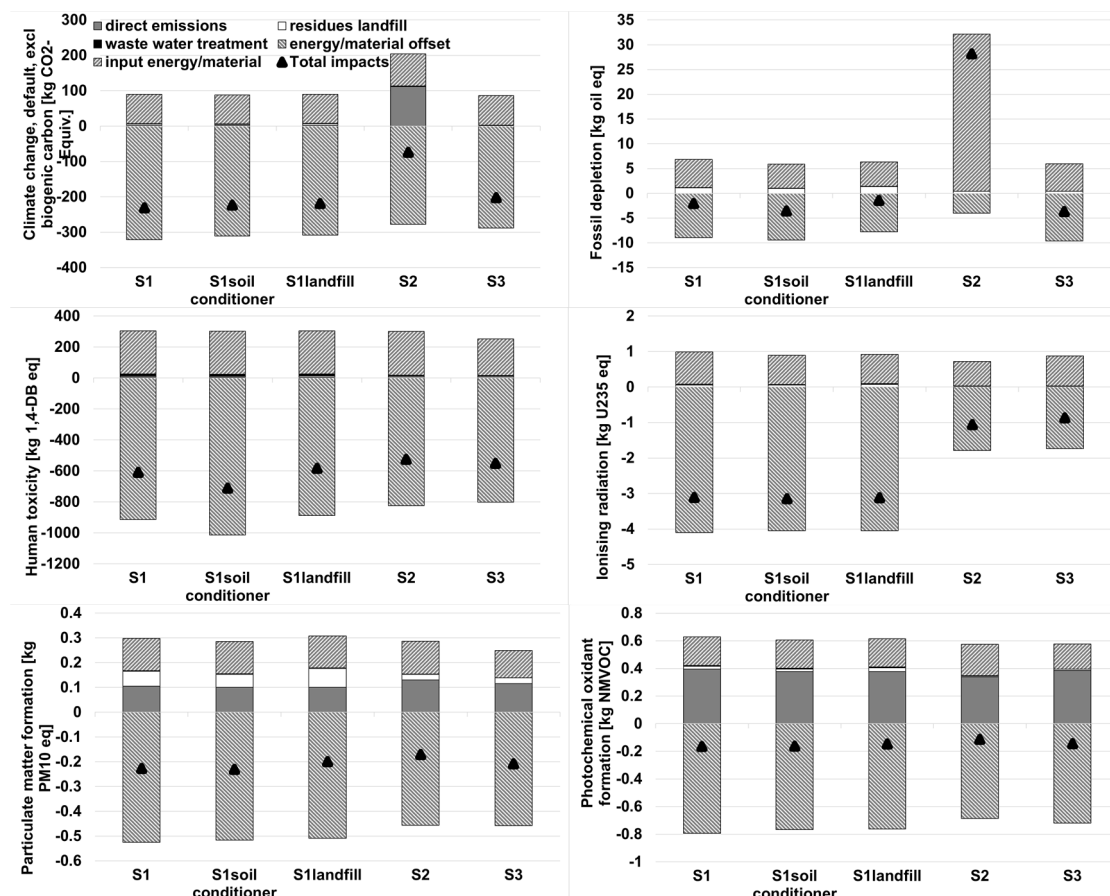 300
200
100
0
-100
-200
-300
-400
Climate change, default, excl
biogenic carbon [kg CO2-
Equiv.]
direct emissions
residues landfill
waste water treatment
energy/material offset
input energy/material
Total impacts
S1
S1soil
conditioner
S1landfill
S2
S3
35
30
25
20
15
10
5
0
-5
-10
-15
Fossil depletion [kg oil eq]
S1
S1soil
conditioner
S1landfill
S2
S3
400
200
0
-200
-400
-600
-800
-1000
-1200
Human toxicity [kg 1,4-DB eq]
S1
S1soil
conditioner
S1landfill
S2
S3
2
1
0
-1
-2
-3
-4
-5
Ionising radiation [kg U235 eq]
S1
S1soil
conditioner
S1landfill
S2
S3
0.4
0.3
0.2
0.1
0
-0.1
-0.2
-0.3
-0.4
-0.5
-0.6
Particulate matter formation [kg
PM10 eq]
S1
S1soil
conditioner
S1landfill
S2
S3
0.8
0.6
0.4
0.2
0
-0.2
-0.4
-0.6
-0.8
-1
Photochemical oxidant
formation [kg NMVOC]
S1
S1soil
conditioner
S1landfill
S2
S3